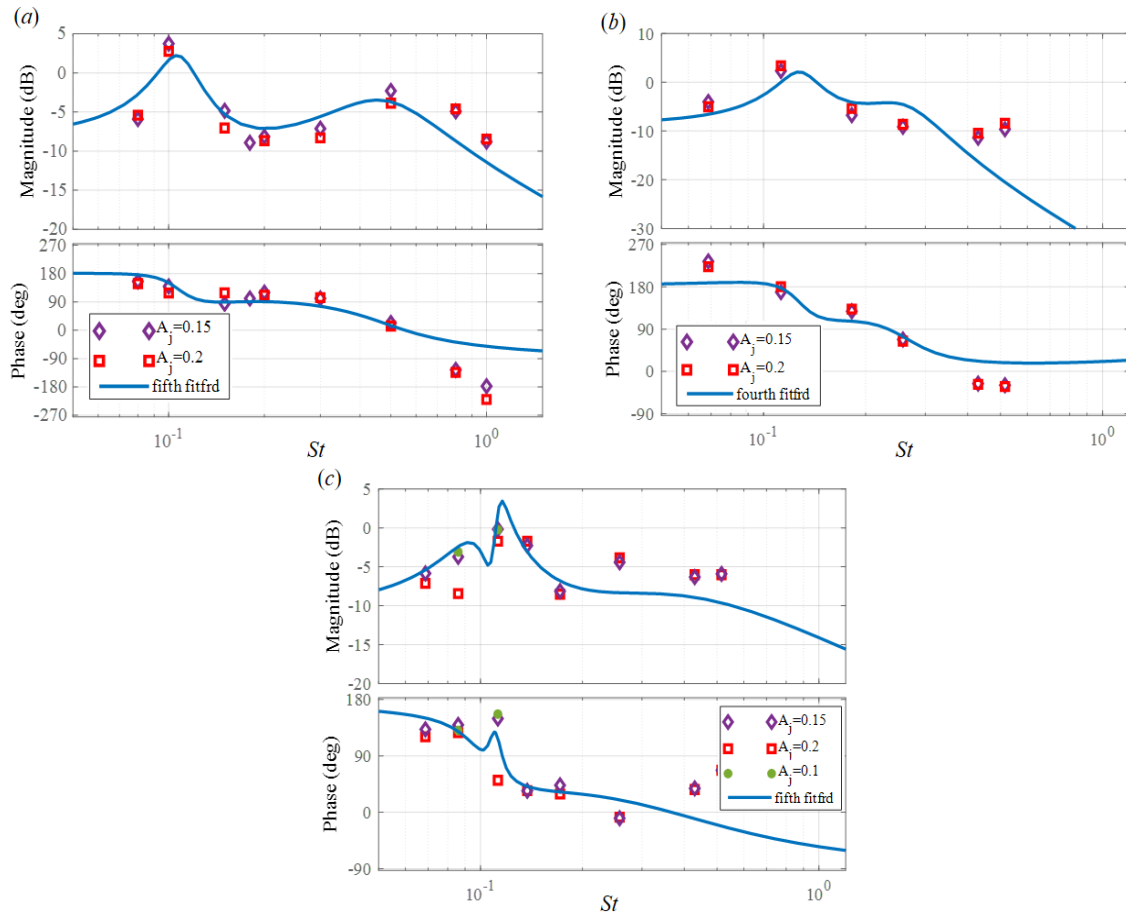 (a)
5
0
-5
-10
-15
-20
Magnitude (dB)
270
180
90
0
-90
-180
-270
Phase (deg)
A_j=0.15
A_j=0.2
fifth fitfrd
10^-1
10^0
St
(b)
10
0
-10
-20
-30
Magnitude (dB)
270
180
90
0
-90
Phase (deg)
A_j=0.15
A_j=0.2
fourth fitfrd
10^-1
10^0
St
(c)
5
0
-5
-10
-15
-20
Magnitude (dB)
180
90
0
-90
Phase (deg)
A_j=0.15
A_j=0.2
A_j=0.1
fifth fitfrd
10^-1
10^0
St